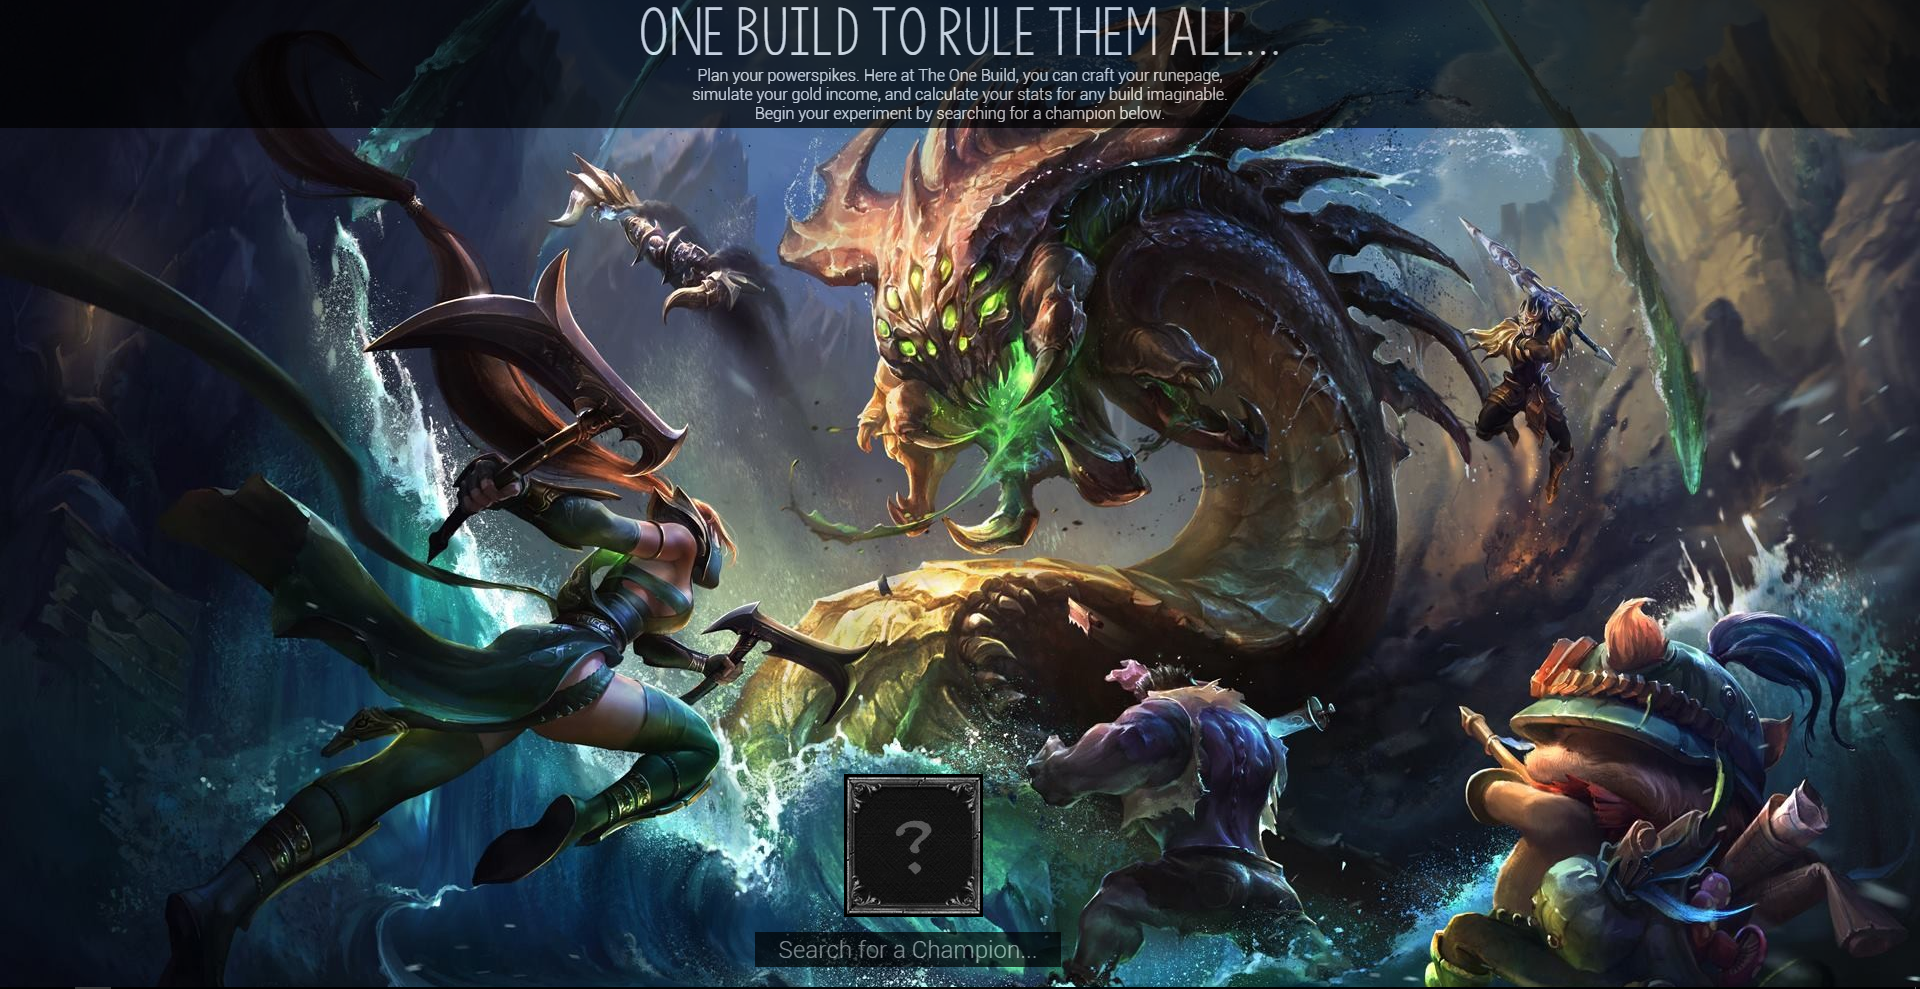 ONE BUILD TO RULE THEM ALL...
Plan your powerspikes. Here at The One Build, you can craft your runepage,
simulate your gold income, and calculate your stats for any build imaginable.
Begin your experiment by searching for a champion below.
?
Search for a Champion...